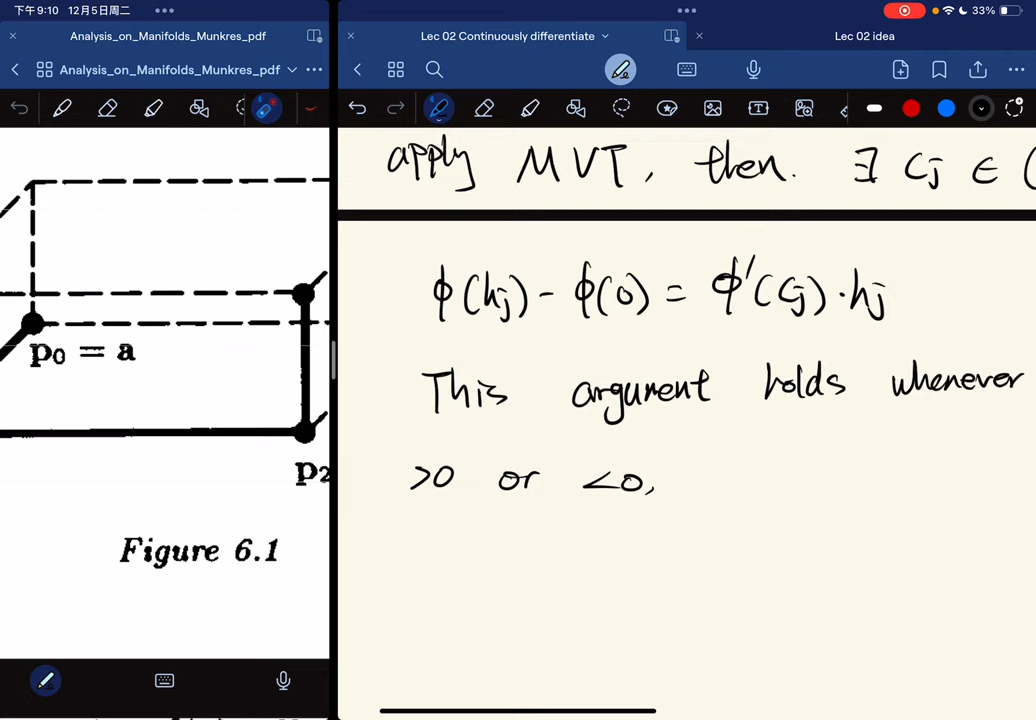 下午9:10 12月5日周二
33%
Analysis_on_Manifolds_Munkres_pdf
Lec 02 Continuously differentiate
Lec 02 idea
Analysis_on_Manifolds_Munkres_pdf
p₀ = a
p₂
Figure 6.1
apply MVT, then. ∃ cⱼ ∈ (
ϕ(hⱼ) - ϕ(0) = ϕ'(cⱼ)·hⱼ
This argument holds whenever
>0 or <0,